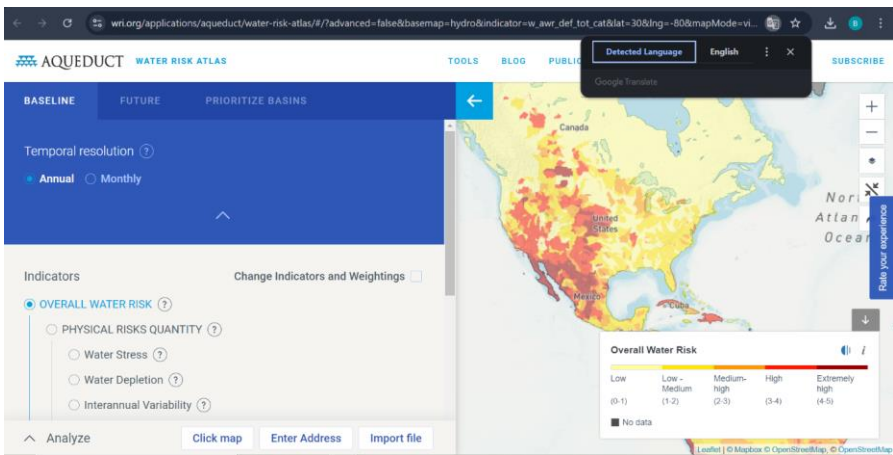 wri.org/applications/aqueduct/water-risk-atlas/#/?advanced=false&basemap=hydro&indicator=w_awr_def_tot_cat&lat=30&lng=-80&mapMode=vi...
B
AQUEDUCT WATER RISK ATLAS
TOOLS BLOG PUBLIC
SUBSCRIBE
Detected Language English
Google Translate
BASELINE FUTURE PRIORITIZE BASINS
Temporal resolution ?
Annual Monthly
Indicators Change Indicators and Weightings
OVERALL WATER RISK ?
PHYSICAL RISKS QUANTITY ?
Water Stress ?
Water Depletion ?
Interannual Variability ?
Analyze Click map Enter Address Import file
Canada
United
States
Mexico
Cuba
Nor
Atlan
Ocea
Rate your experience
Overall Water Risk i
Low Low - Medium Medium-high High Extremely high
(0-1) (1-2) (2-3) (3-4) (4-5)
No data
Leaflet | © Mapbox © OpenStreetMap, © OpenStreetMap